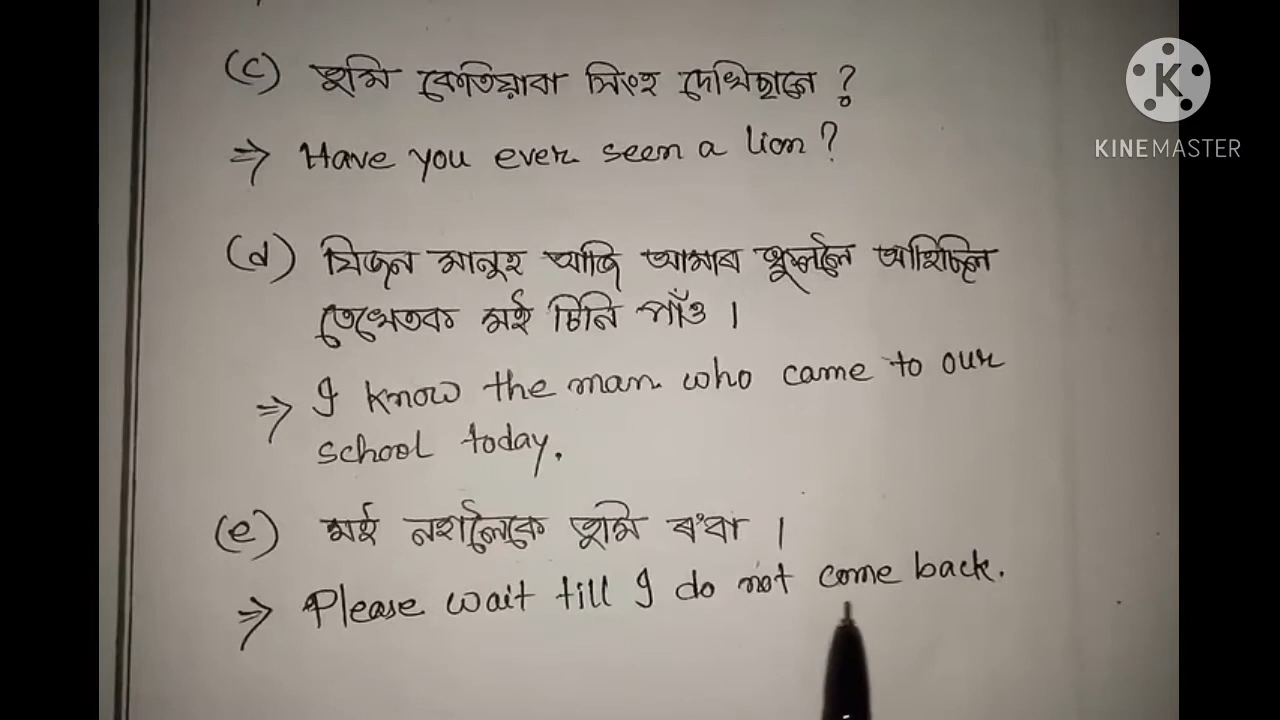 (c) তুমি কেতিয়াবা সিংহ দেখিছানে ?
⇒ Have you ever seen a lion ?
(d) যিজন মানুহ আজি আমাৰ স্কুললৈ আহিছিল
তেখেতক মই চিনি পাওঁ ।
⇒ I know the man who came to our
school today.
(e) মই নহালৈকে তুমি ৰ'বা ।
⇒ Please wait till I do not come back.
K
KINEMASTER